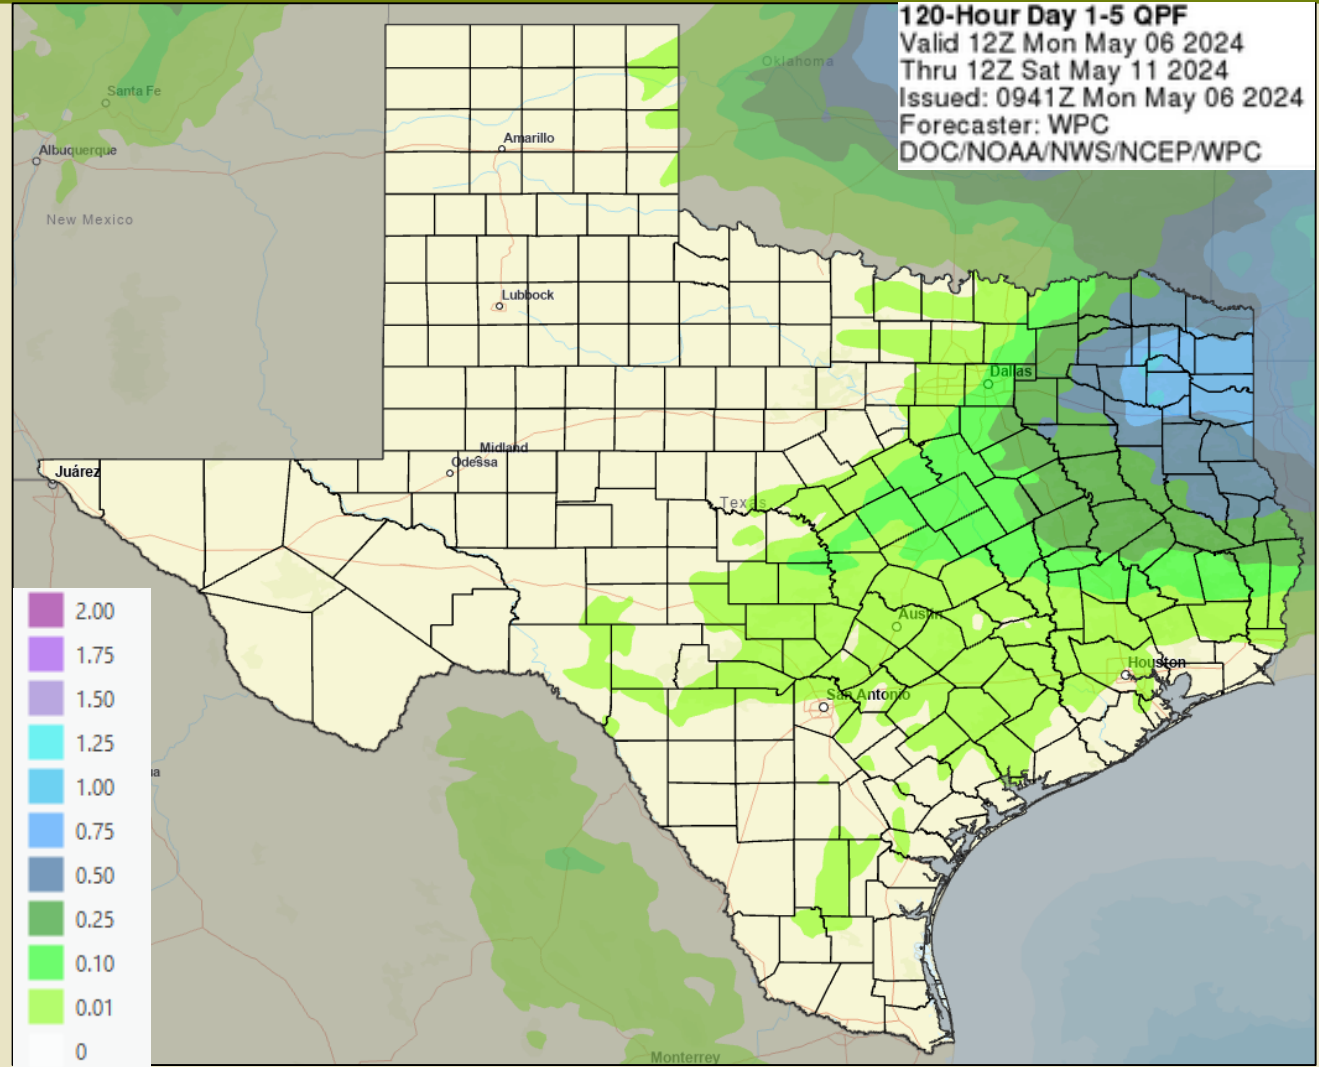 120-Hour Day 1-5 QPF
Valid 12Z Mon May 06 2024
Thru 12Z Sat May 11 2024
Issued: 0941Z Mon May 06 2024
Forecaster: WPC
DOC/NOAA/NWS/NCEP/WPC
Oklahoma
Santa Fe
Albuquerque
Amarillo
New Mexico
Lubbock
Dallas
Midland
Odessa
Juárez
Texas
Austin
Houston
San Antonio
Monterrey
2.00
1.75
1.50
1.25
1.00
0.75
0.50
0.25
0.10
0.01
0